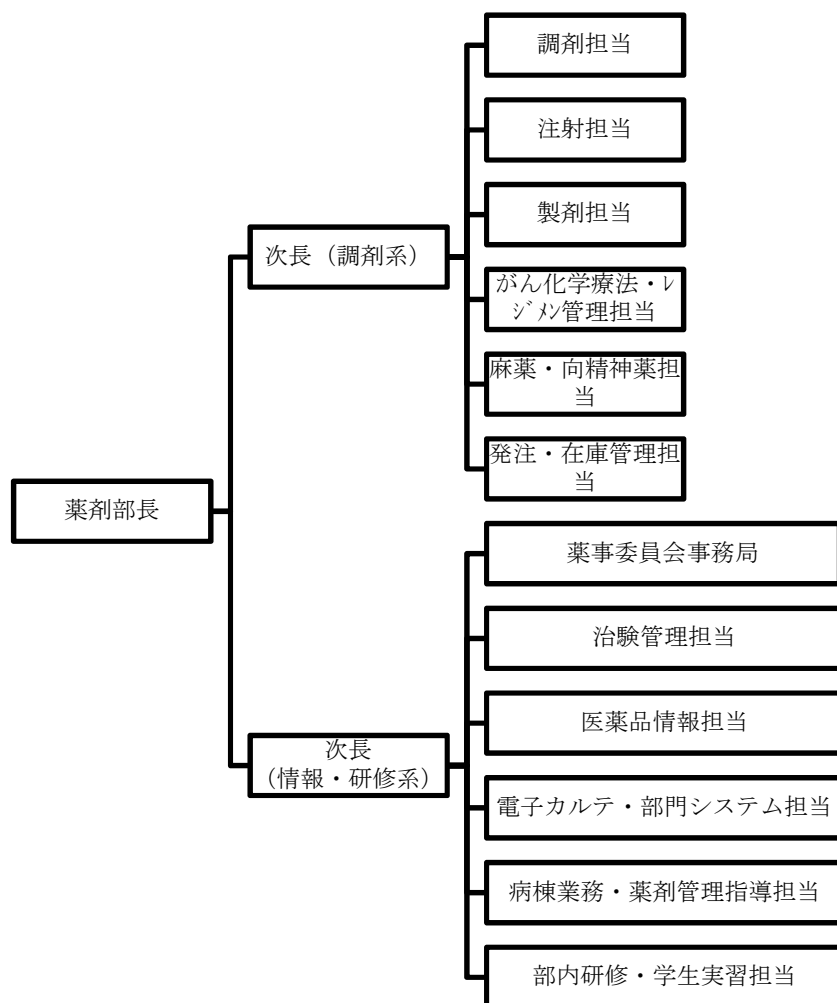 薬剤部長
次長（調剤系）
調剤担当
注射担当
製剤担当
がん化学療法・ﾚ
ｼﾞﾒﾝ管理担当
麻薬・向精神薬担
当
発注・在庫管理担
当
次長
（情報・研修系）
薬事委員会事務局
治験管理担当
医薬品情報担当
電子カルテ・部門システム担当
病棟業務・薬剤管理指導担当
部内研修・学生実習担当